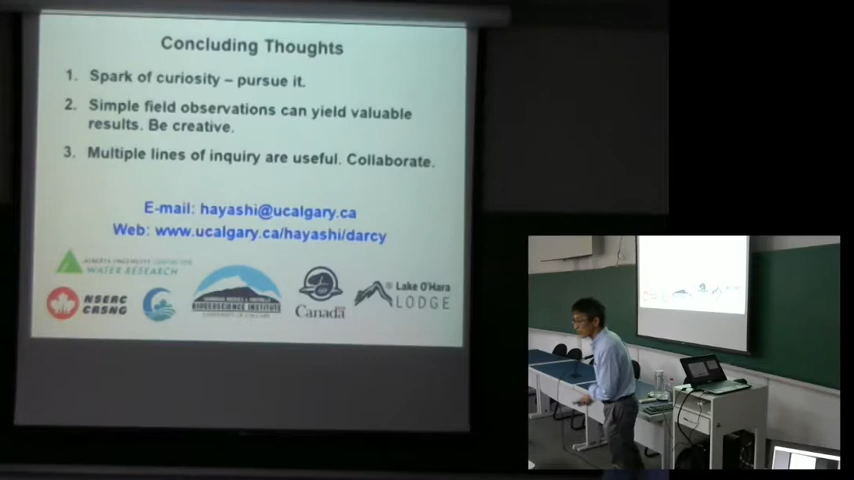 Concluding Thoughts
1. Spark of curiosity – pursue it.
2. Simple field observations can yield valuable
results. Be creative.
3. Multiple lines of inquiry are useful. Collaborate.
E-mail: hayashi@ucalgary.ca
Web: www.ucalgary.ca/hayashi/darcy
WATER RESEARCH
NSERC
CRSNG
BIOGEOSCIENCE INSTITUTE
Canada
Lake O'Hara
LODGE